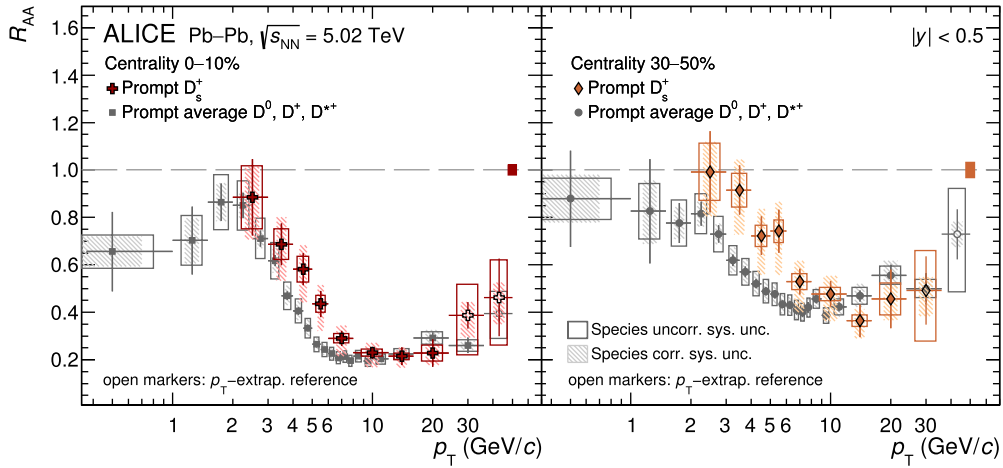 R_AA
1.6
1.4
1.2
1.0
0.8
0.6
0.4
0.2
ALICE Pb−Pb, √s_NN = 5.02 TeV
Centrality 0−10%
Prompt D_s^+
Prompt average D^0, D^+, D*^+
open markers: p_T−extrap. reference
1 2 3 4 5 6 10 20 30
p_T (GeV/c)
|y| < 0.5
Centrality 30−50%
Prompt D_s^+
Prompt average D^0, D^+, D*^+
Species uncorr. sys. unc.
Species corr. sys. unc.
open markers: p_T−extrap. reference
1 2 3 4 5 6 10 20 30
p_T (GeV/c)